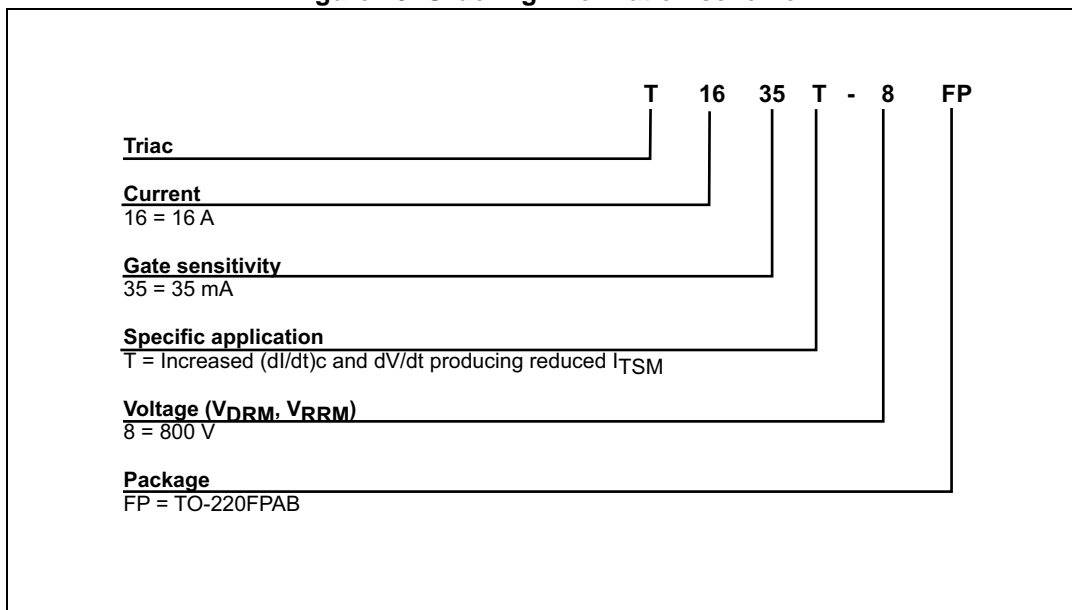 T 16 35 T - 8 FP
Triac
Current
16 = 16 A
Gate sensitivity
35 = 35 mA
Specific application
T = Increased (dI/dt)c and dV/dt producing reduced ITSM
Voltage (VDRM, VRRM)
8 = 800 V
Package
FP = TO-220FPAB